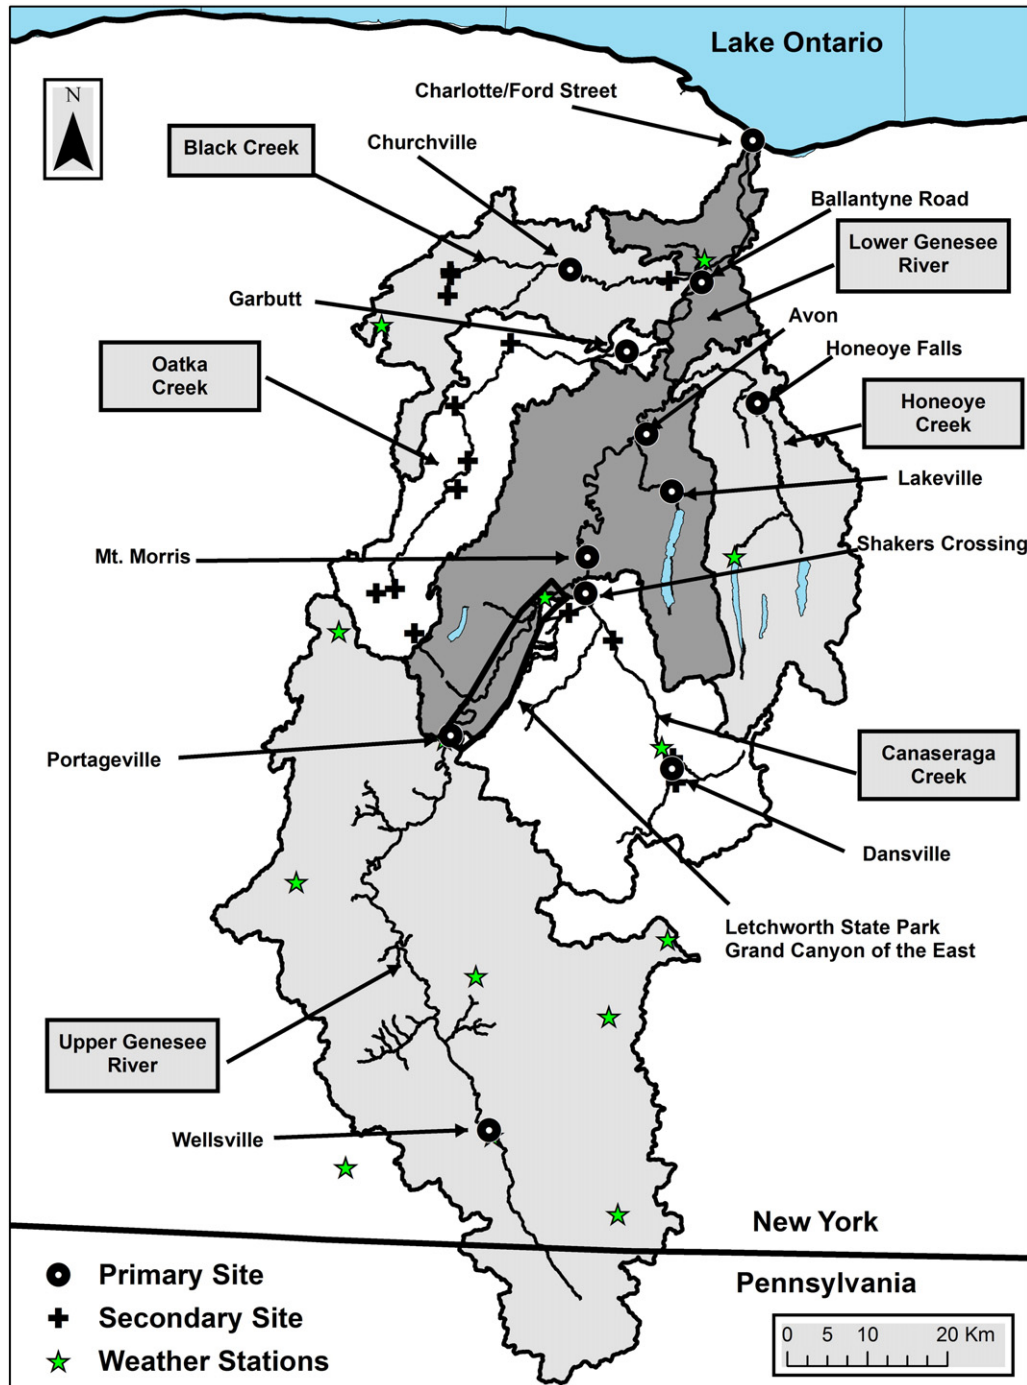 Lake Ontario
N
Charlotte/Ford Street
Black Creek
Churchville
Ballantyne Road
Lower Genesee
River
Garbutt
Avon
Oatka
Creek
Honeoye Falls
Honeoye
Creek
Lakeville
Mt. Morris
Shakers Crossing
Portageville
Canaseraga
Creek
Dansville
Letchworth State Park
Grand Canyon of the East
Upper Genesee
River
Wellsville
New York
Pennsylvania
Primary Site
Secondary Site
Weather Stations
0 5 10 20 Km